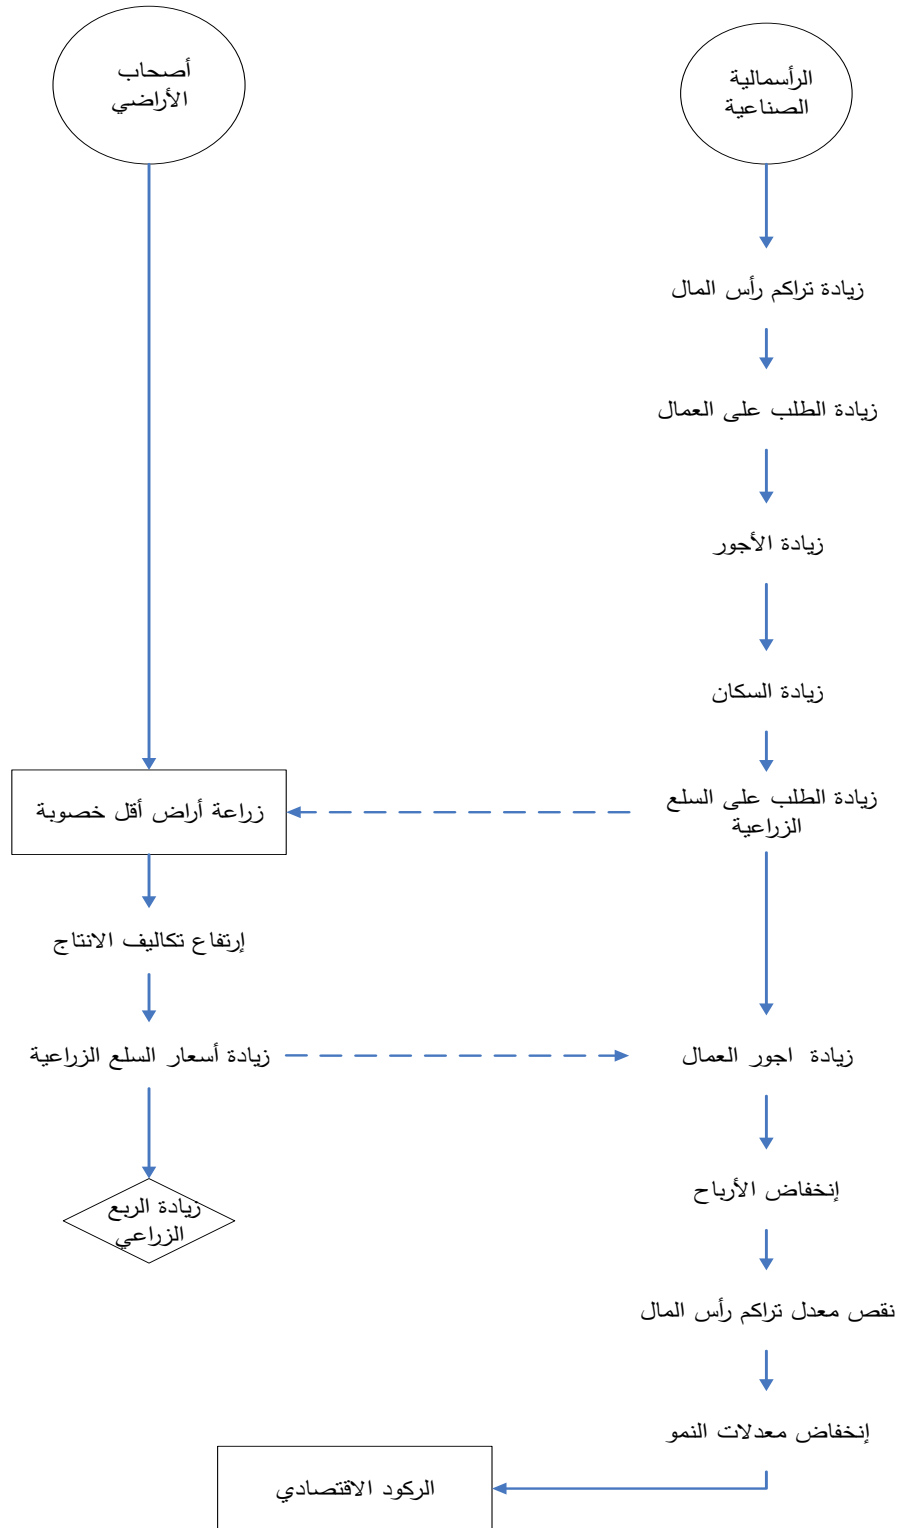 الرأسمالية
الصناعية
أصحاب
الأراضي
زيادة تراكم رأس المال
زيادة الطلب على العمال
زيادة الأجور
زيادة السكان
زيادة الطلب على السلع
الزراعية
زراعة أراض أقل خصوبة
إرتفاع تكاليف الانتاج
زيادة اجور العمال
زيادة أسعار السلع الزراعية
إنخفاض الأرباح
زيادة الريع
الزراعي
نقص معدل تراكم رأس المال
إنخفاض معدلات النمو
الركود الاقتصادي